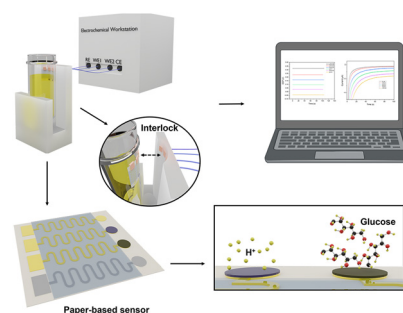 Electrochemical Workstation
RE WE1 WE2 CE
Interlock
Glucose
H⁺
Paper-based sensor